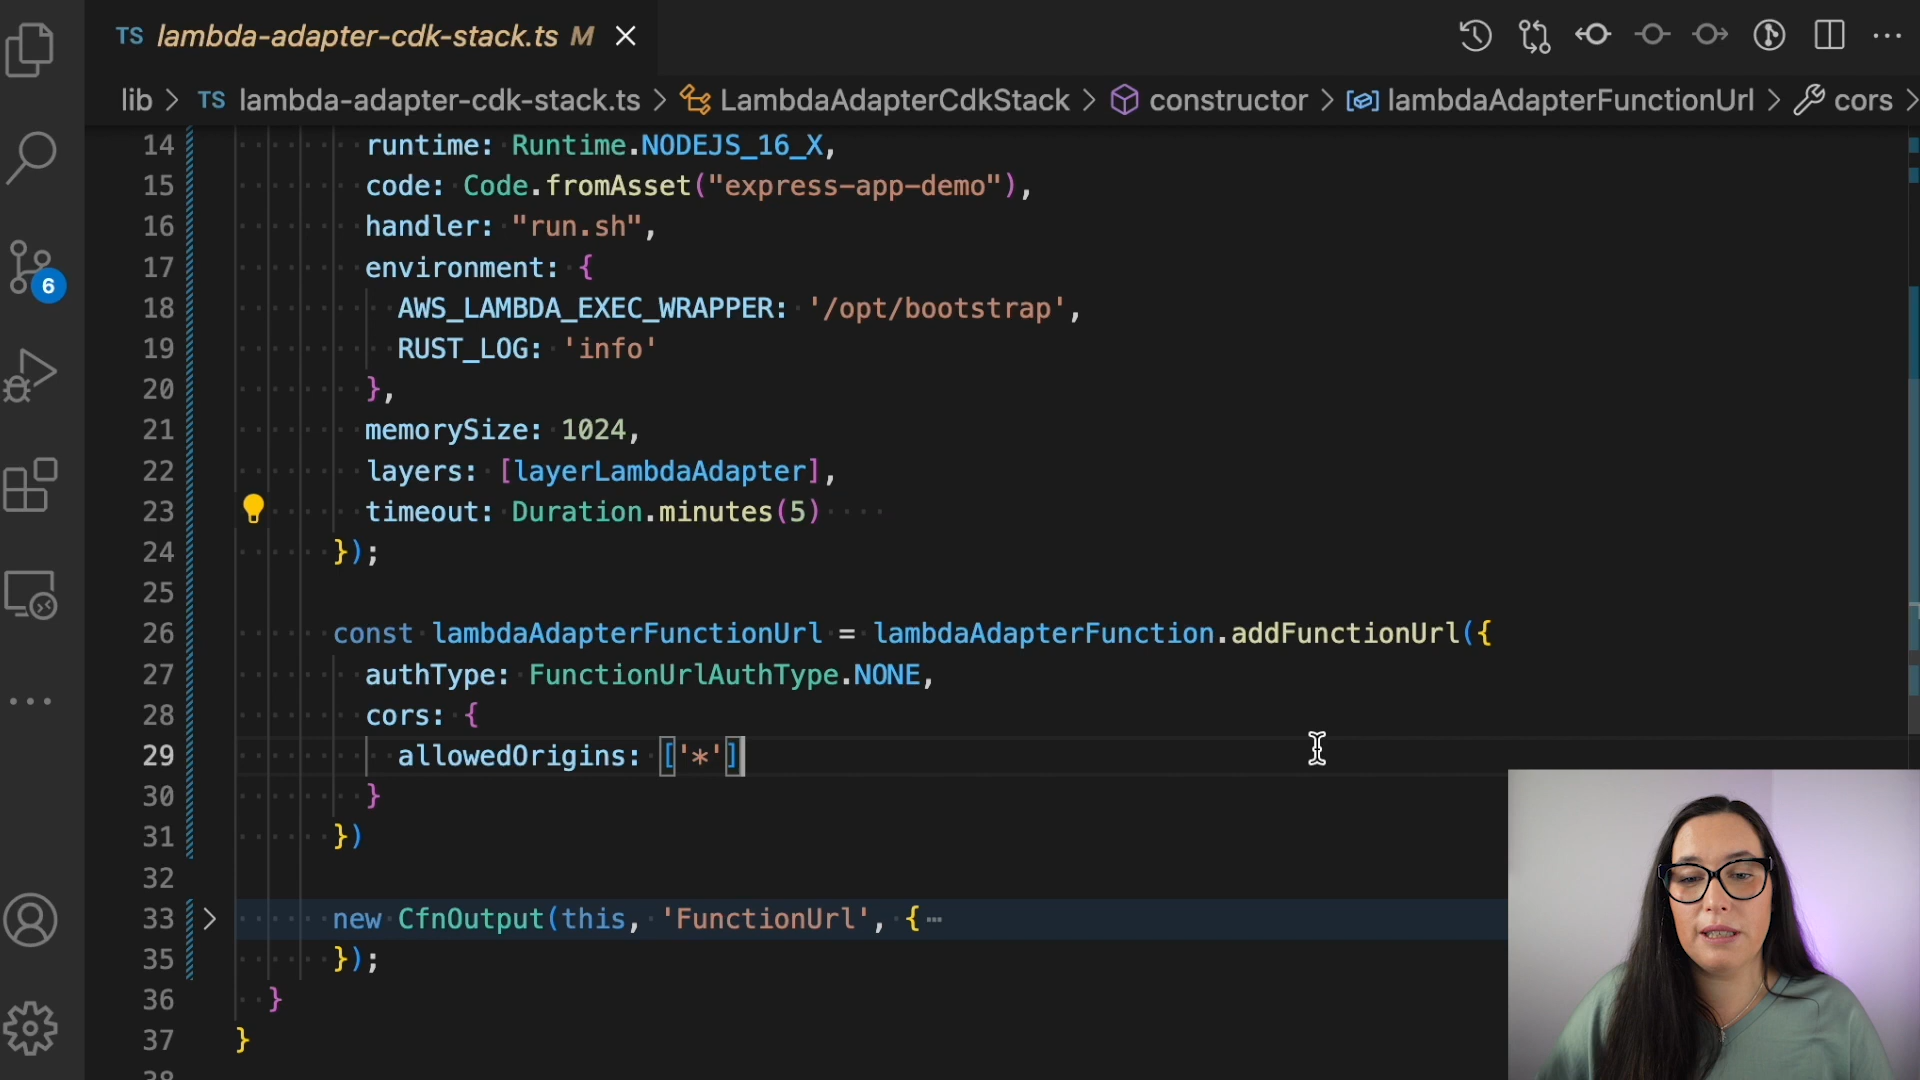 TS lambda-adapter-cdk-stack.ts M
lib > TS lambda-adapter-cdk-stack.ts > LambdaAdapterCdkStack > constructor > lambdaAdapterFunctionUrl > cors >
14 runtime: Runtime.NODEJS_16_X,
15 code: Code.fromAsset("express-app-demo"),
16 handler: "run.sh",
17 environment: {
18 AWS_LAMBDA_EXEC_WRAPPER: '/opt/bootstrap',
19 RUST_LOG: 'info'
20 },
21 memorySize: 1024,
22 layers: [layerLambdaAdapter],
23 timeout: Duration.minutes(5)
24 });
25
26 const lambdaAdapterFunctionUrl = lambdaAdapterFunction.addFunctionUrl({
27 authType: FunctionUrlAuthType.NONE,
28 cors: {
29 allowedOrigins: ['*']
30 }
31 })
32
33 new CfnOutput(this, 'FunctionUrl', {⋯
35 });
36 }
37 }
38
6